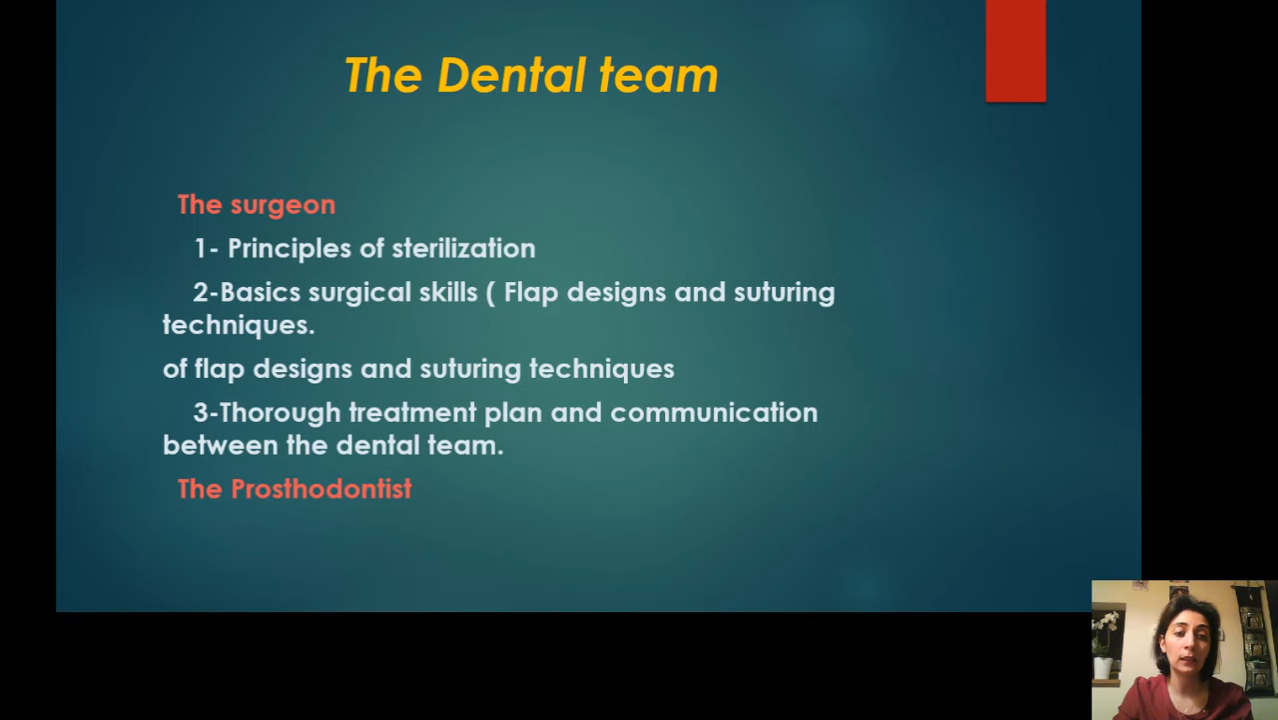 The Dental team
The surgeon
1- Principles of sterilization
2-Basics surgical skills ( Flap designs and suturing
techniques.
of flap designs and suturing techniques
3-Thorough treatment plan and communication
between the dental team.
The Prosthodontist